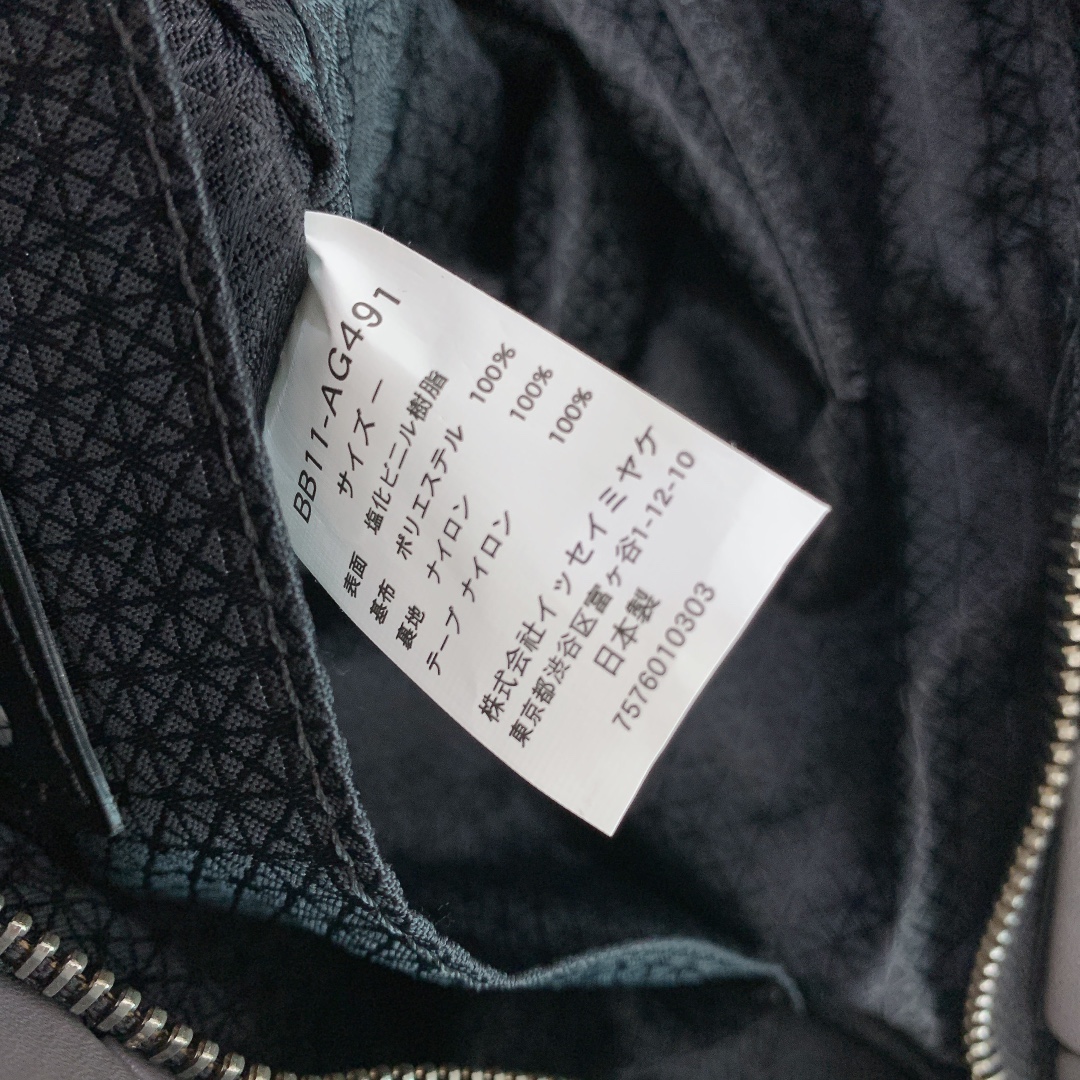 BB11-AG491
サイズ ー
表面 塩化ビニル樹脂 100%
基布 ポリエステル 100%
裏地 ナイロン 100%
テープ ナイロン
株式会社イッセイミヤケ
東京都渋谷区富ヶ谷1-12-10
日本製
7576010303